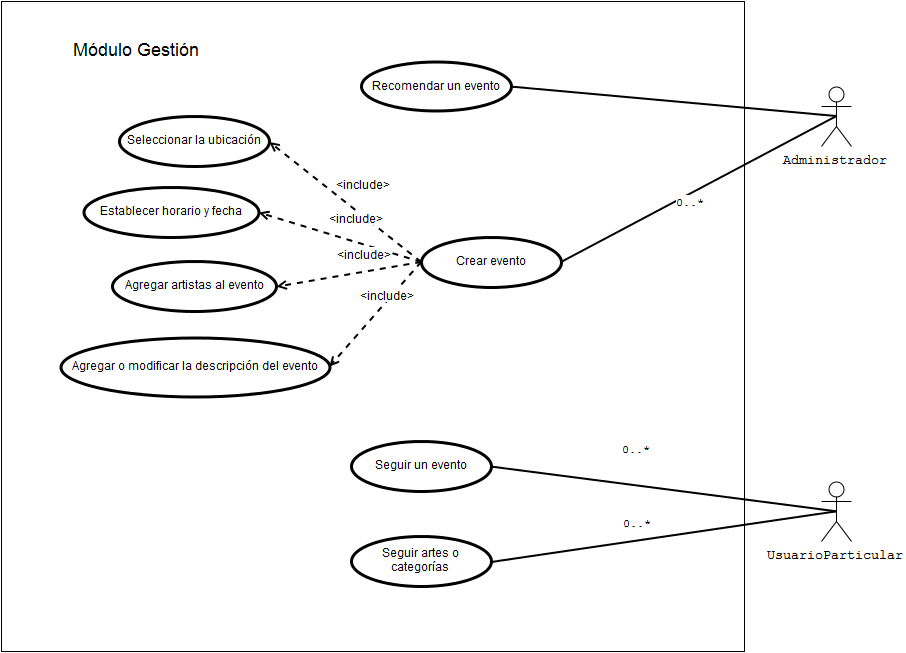 Módulo Gestión
Recomendar un evento
Administrador
Seleccionar la ubicación
<include>
Establecer horario y fecha
<include>
0..*
<include>
Crear evento
Agregar artistas al evento
<include>
Agregar o modificar la descripción del evento
0..*
Seguir un evento
0..*
UsuarioParticular
Seguir artes o
categorías